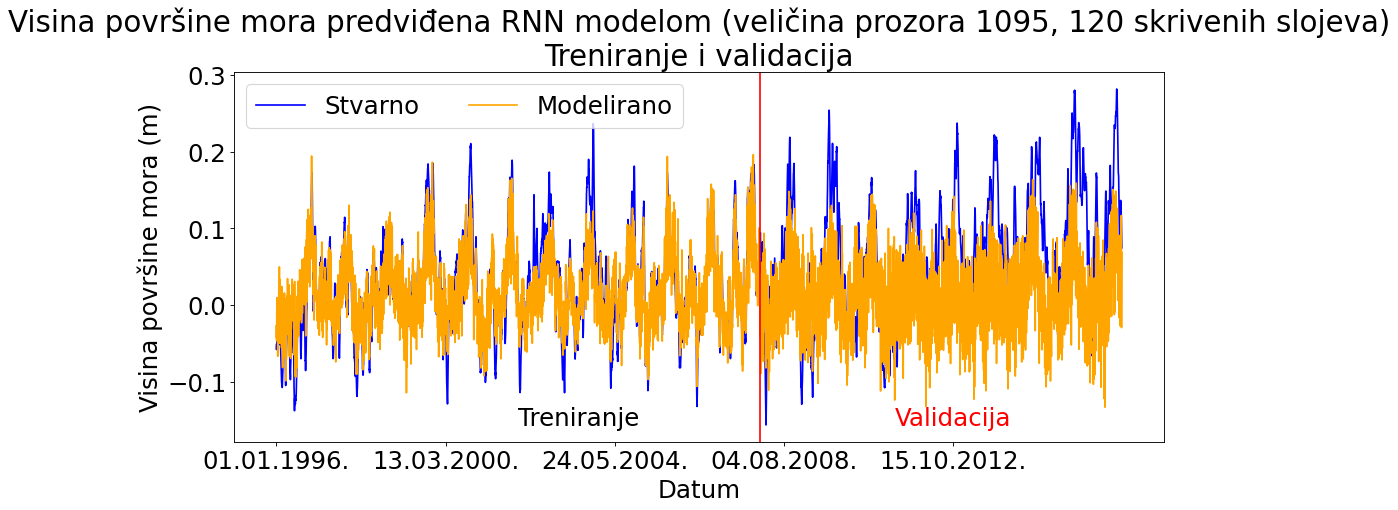 Visina površine mora predviđena RNN modelom (veličina prozora 1095, 120 skrivenih slojeva)
Treniranje i validacija
Stvarno
Modelirano
Visina površine mora (m)
0.3
0.2
0.1
0.0
−0.1
Treniranje
Validacija
01.01.1996.
13.03.2000.
24.05.2004.
04.08.2008.
15.10.2012.
Datum